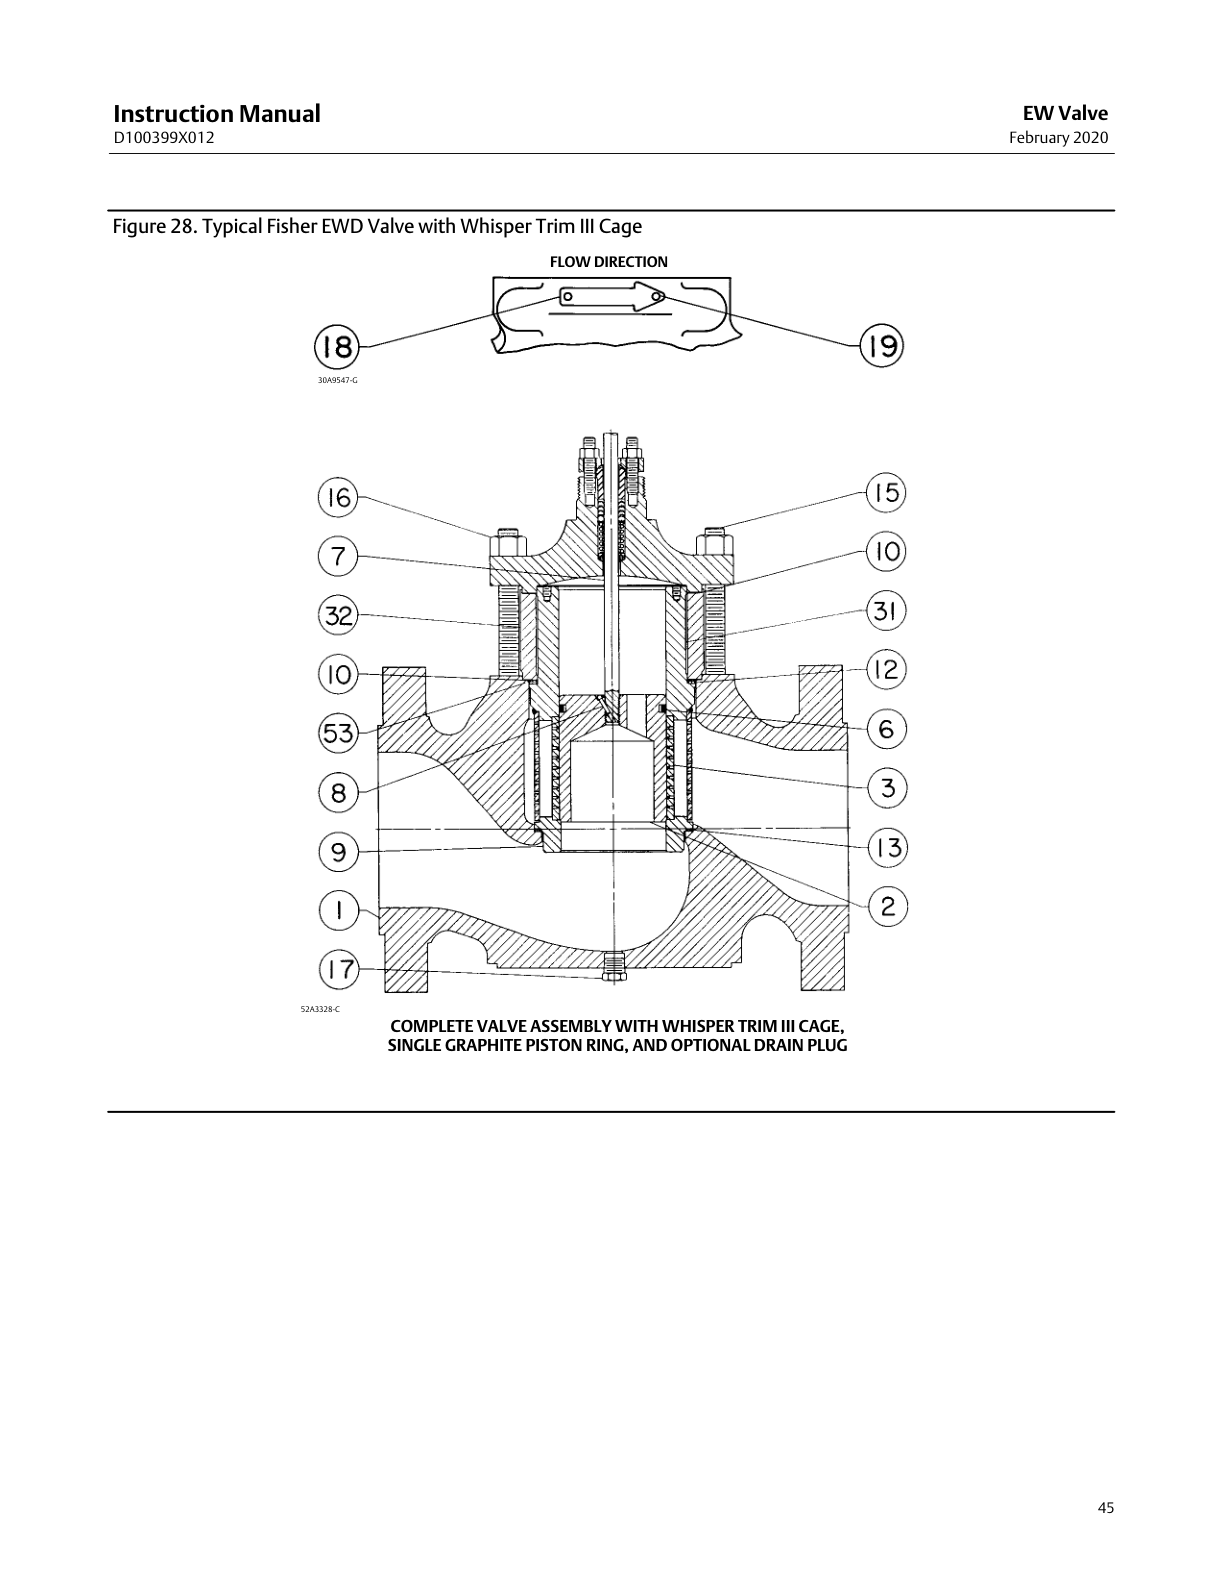 Instruction Manual
D100399X012
EW Valve
February 2020
Figure 28. Typical Fisher EWD Valve with Whisper Trim III Cage
FLOW DIRECTION
18
19
30A9547-G
16
15
7
10
32
31
10
12
53
6
8
3
9
13
1
2
17
52A3328-C
COMPLETE VALVE ASSEMBLY WITH WHISPER TRIM III CAGE,
SINGLE GRAPHITE PISTON RING, AND OPTIONAL DRAIN PLUG
45